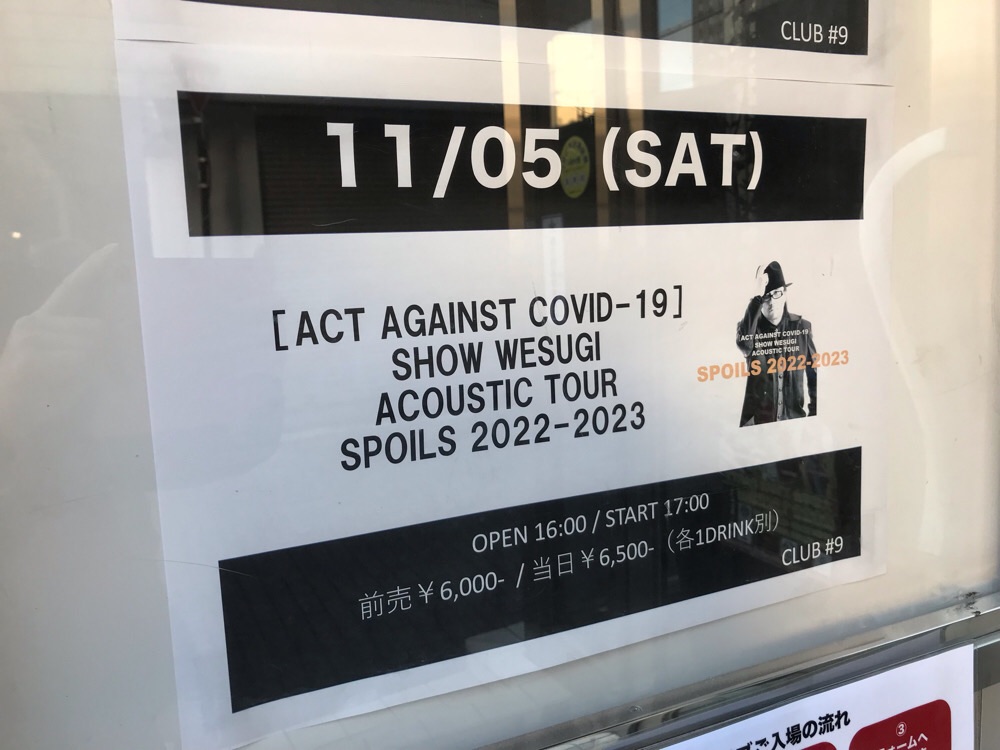 CLUB #9
11/05 (SAT)
[ACT AGAINST COVID-19]
SHOW WESUGI
ACOUSTIC TOUR
SPOILS 2022-2023
ACT AGAINST COVID-19
SHOW WESUGI
ACOUSTIC TOUR
SPOILS 2022-2023
OPEN 16:00 / START 17:00
前売¥6,000- / 当日¥6,500-（各1DRINK別）
CLUB #9
ご入場の流れ
③